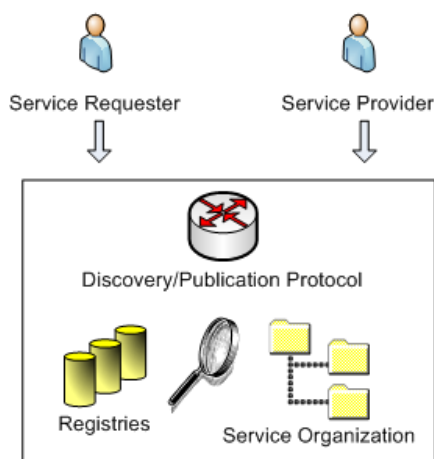 Service Requester
Service Provider
Discovery/Publication Protocol
Registries
Service Organization